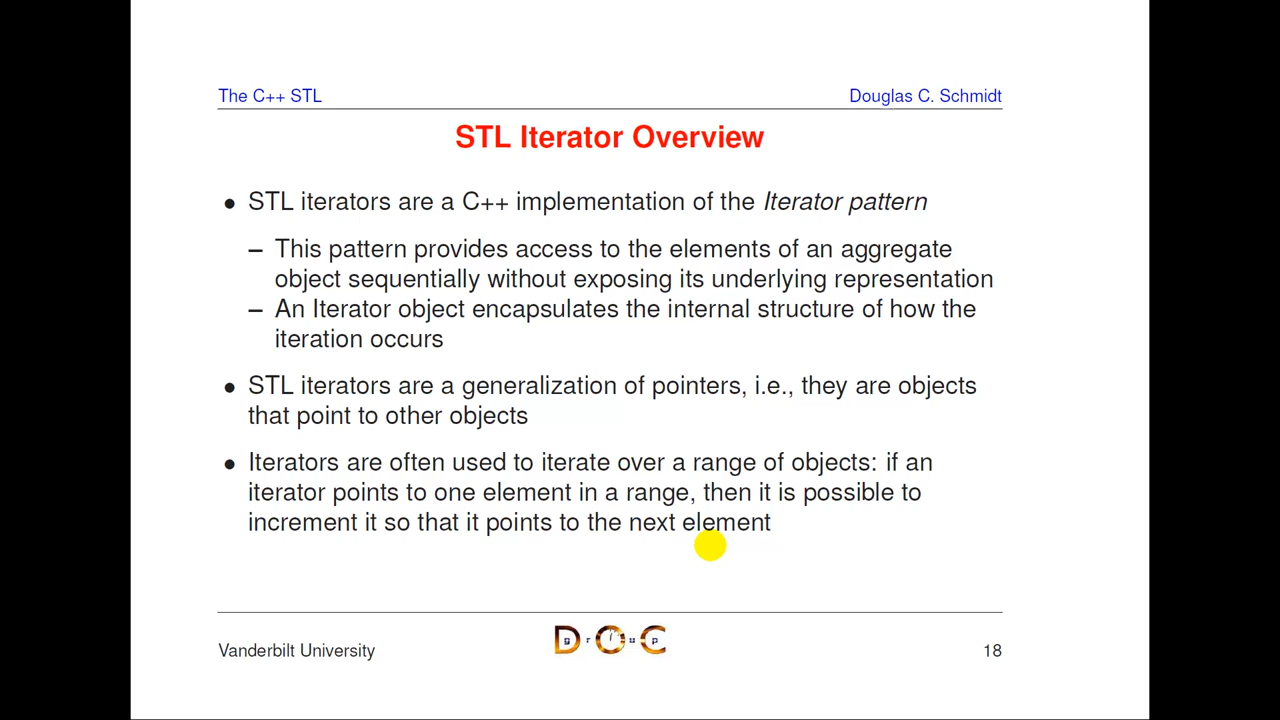 The C++ STL
Douglas C. Schmidt
STL Iterator Overview
• STL iterators are a C++ implementation of the Iterator pattern
– This pattern provides access to the elements of an aggregate
object sequentially without exposing its underlying representation
– An Iterator object encapsulates the internal structure of how the
iteration occurs
• STL iterators are a generalization of pointers, i.e., they are objects
that point to other objects
• Iterators are often used to iterate over a range of objects: if an
iterator points to one element in a range, then it is possible to
increment it so that it points to the next element
Vanderbilt University
DOC
group
18